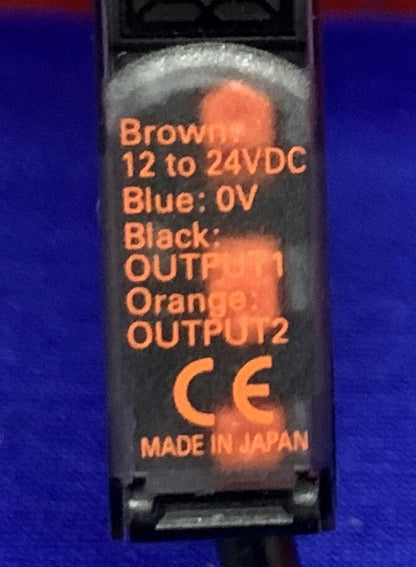 Brown:
12 to 24VDC
Blue: 0V
Black:
OUTPUT1
Orange:
OUTPUT2
CE
MADE IN JAPAN